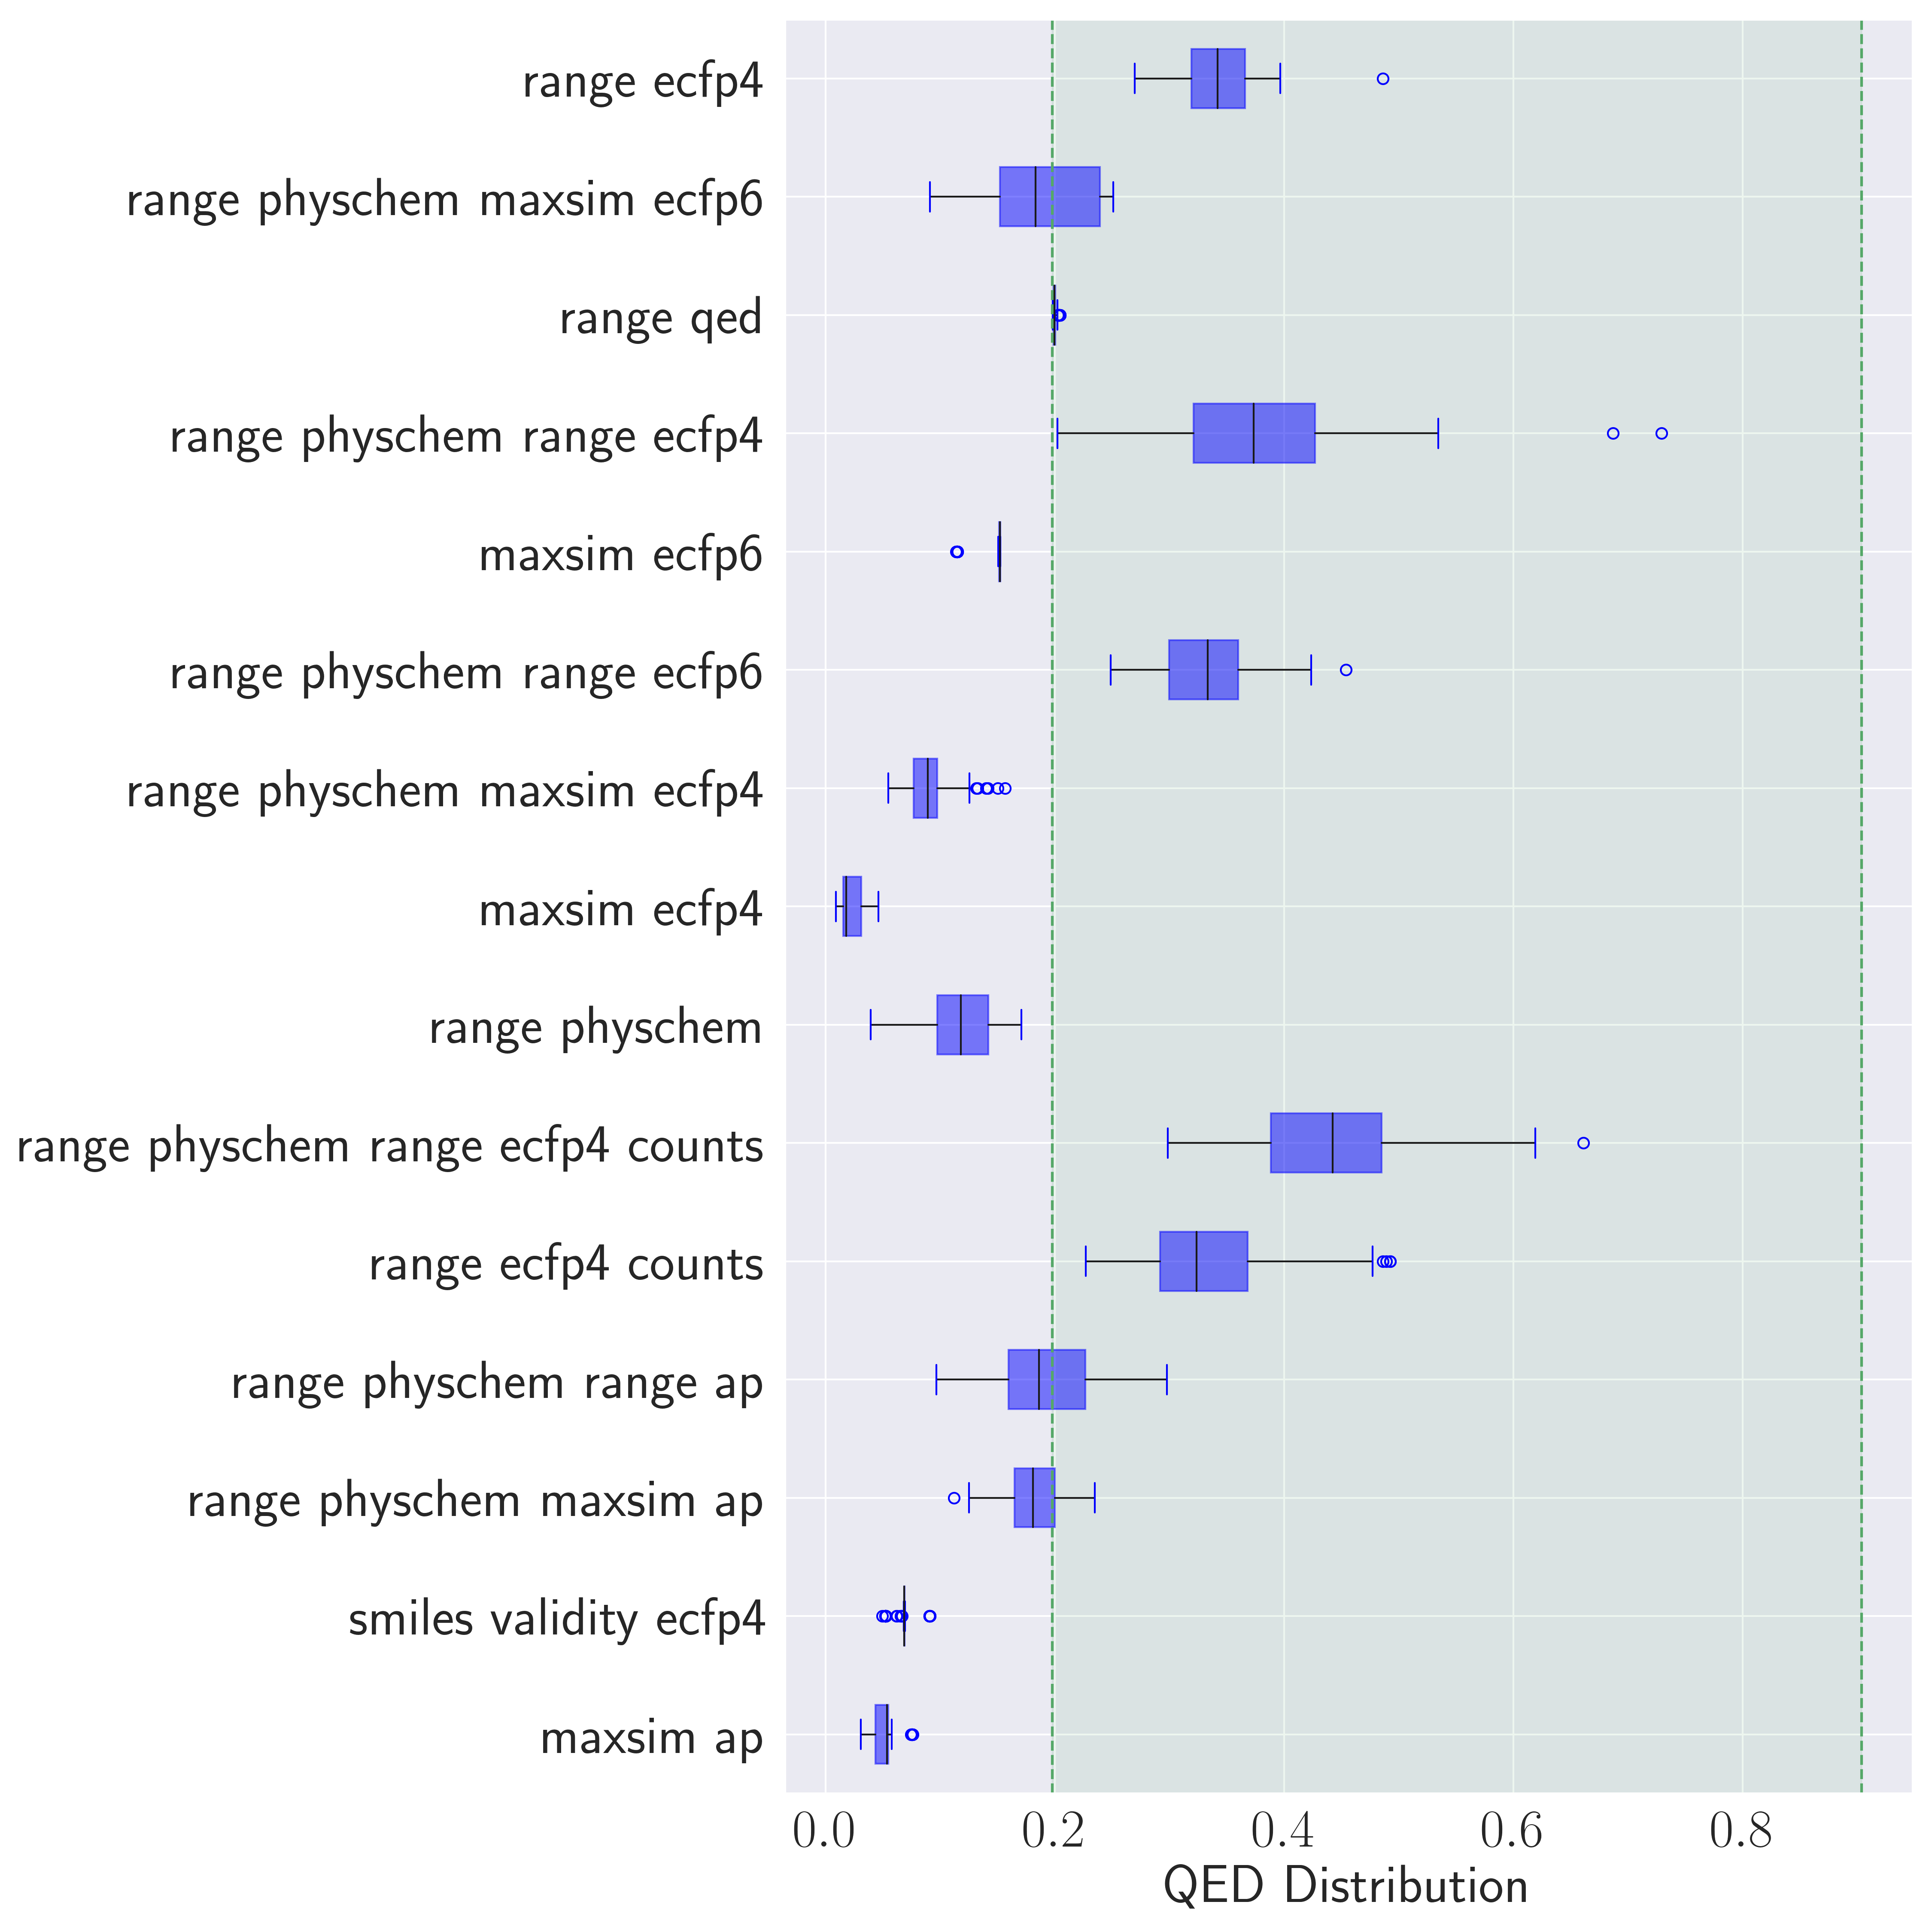 range ecfp4
range physchem maxsim ecfp6
range qed
range physchem range ecfp4
maxsim ecfp6
range physchem range ecfp6
range physchem maxsim ecfp4
maxsim ecfp4
range physchem
range physchem range ecfp4 counts
range ecfp4 counts
range physchem range ap
range physchem maxsim ap
smiles validity ecfp4
maxsim ap
0.0 0.2 0.4 0.6 0.8
QED Distribution